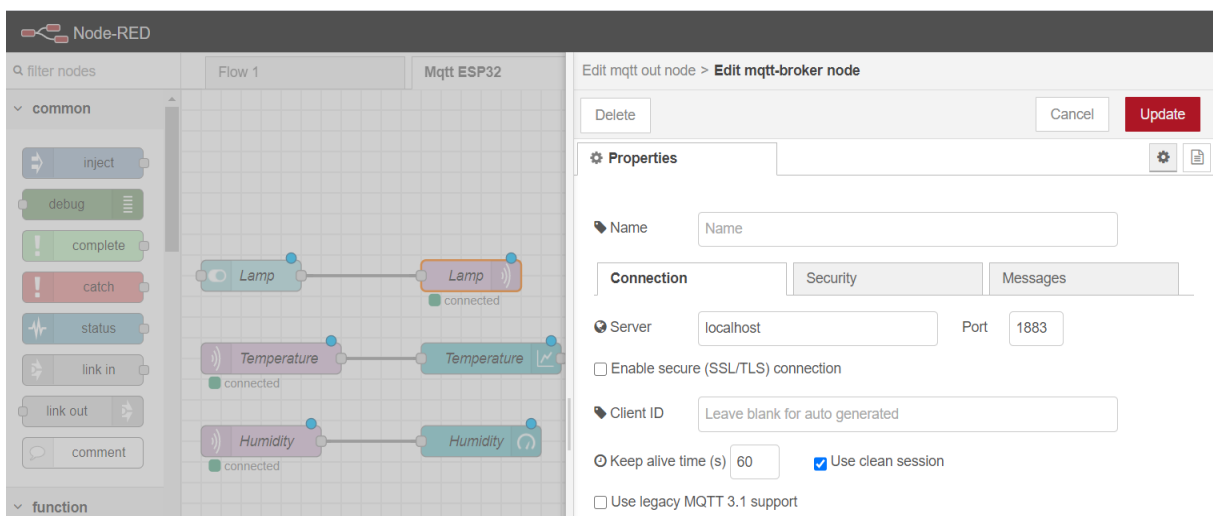 Node-RED
filter nodes
Flow 1
Mqtt ESP32
Edit mqtt out node > Edit mqtt-broker node
common
Delete
Cancel
Update
Properties
inject
debug
complete
catch
status
link in
link out
comment
function
Lamp
Lamp
connected
Temperature
Temperature
connected
Humidity
Humidity
connected
Name
Name
Connection
Security
Messages
Server
localhost
Port
1883
Enable secure (SSL/TLS) connection
Client ID
Leave blank for auto generated
Keep alive time (s)
60
Use clean session
Use legacy MQTT 3.1 support